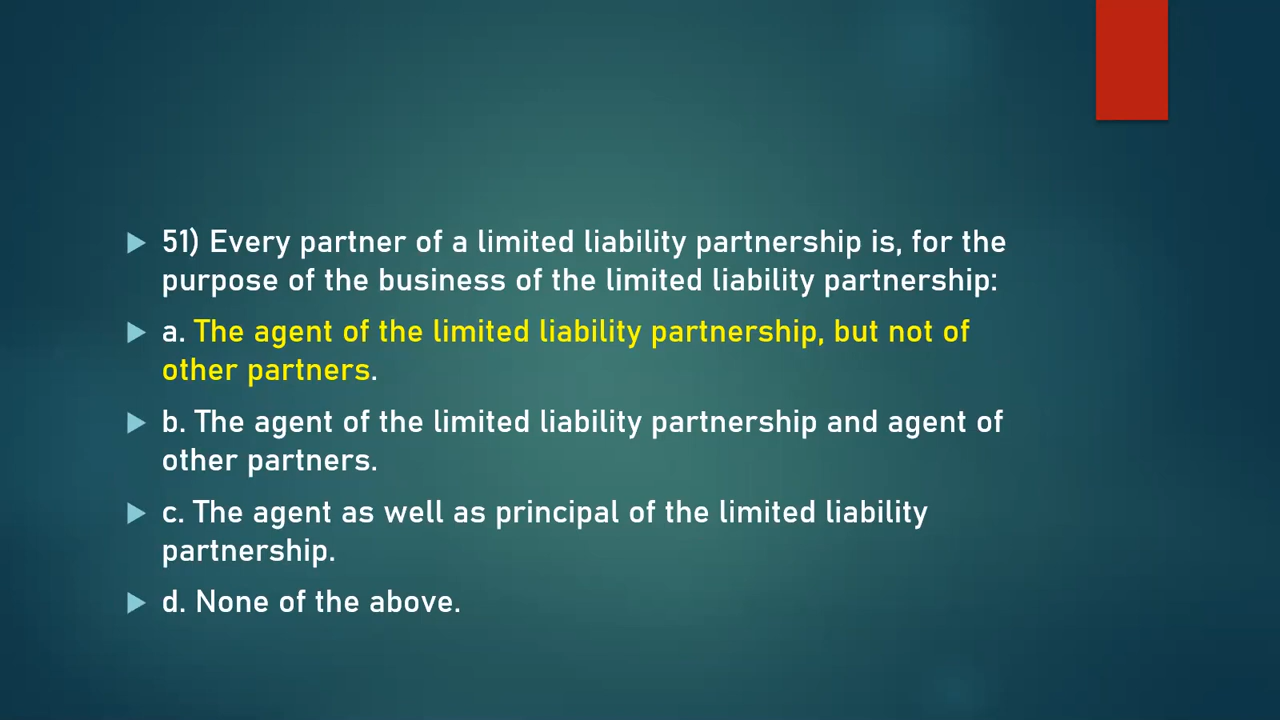 51) Every partner of a limited liability partnership is, for the
purpose of the business of the limited liability partnership:
a. The agent of the limited liability partnership, but not of
other partners.
b. The agent of the limited liability partnership and agent of
other partners.
c. The agent as well as principal of the limited liability
partnership.
d. None of the above.